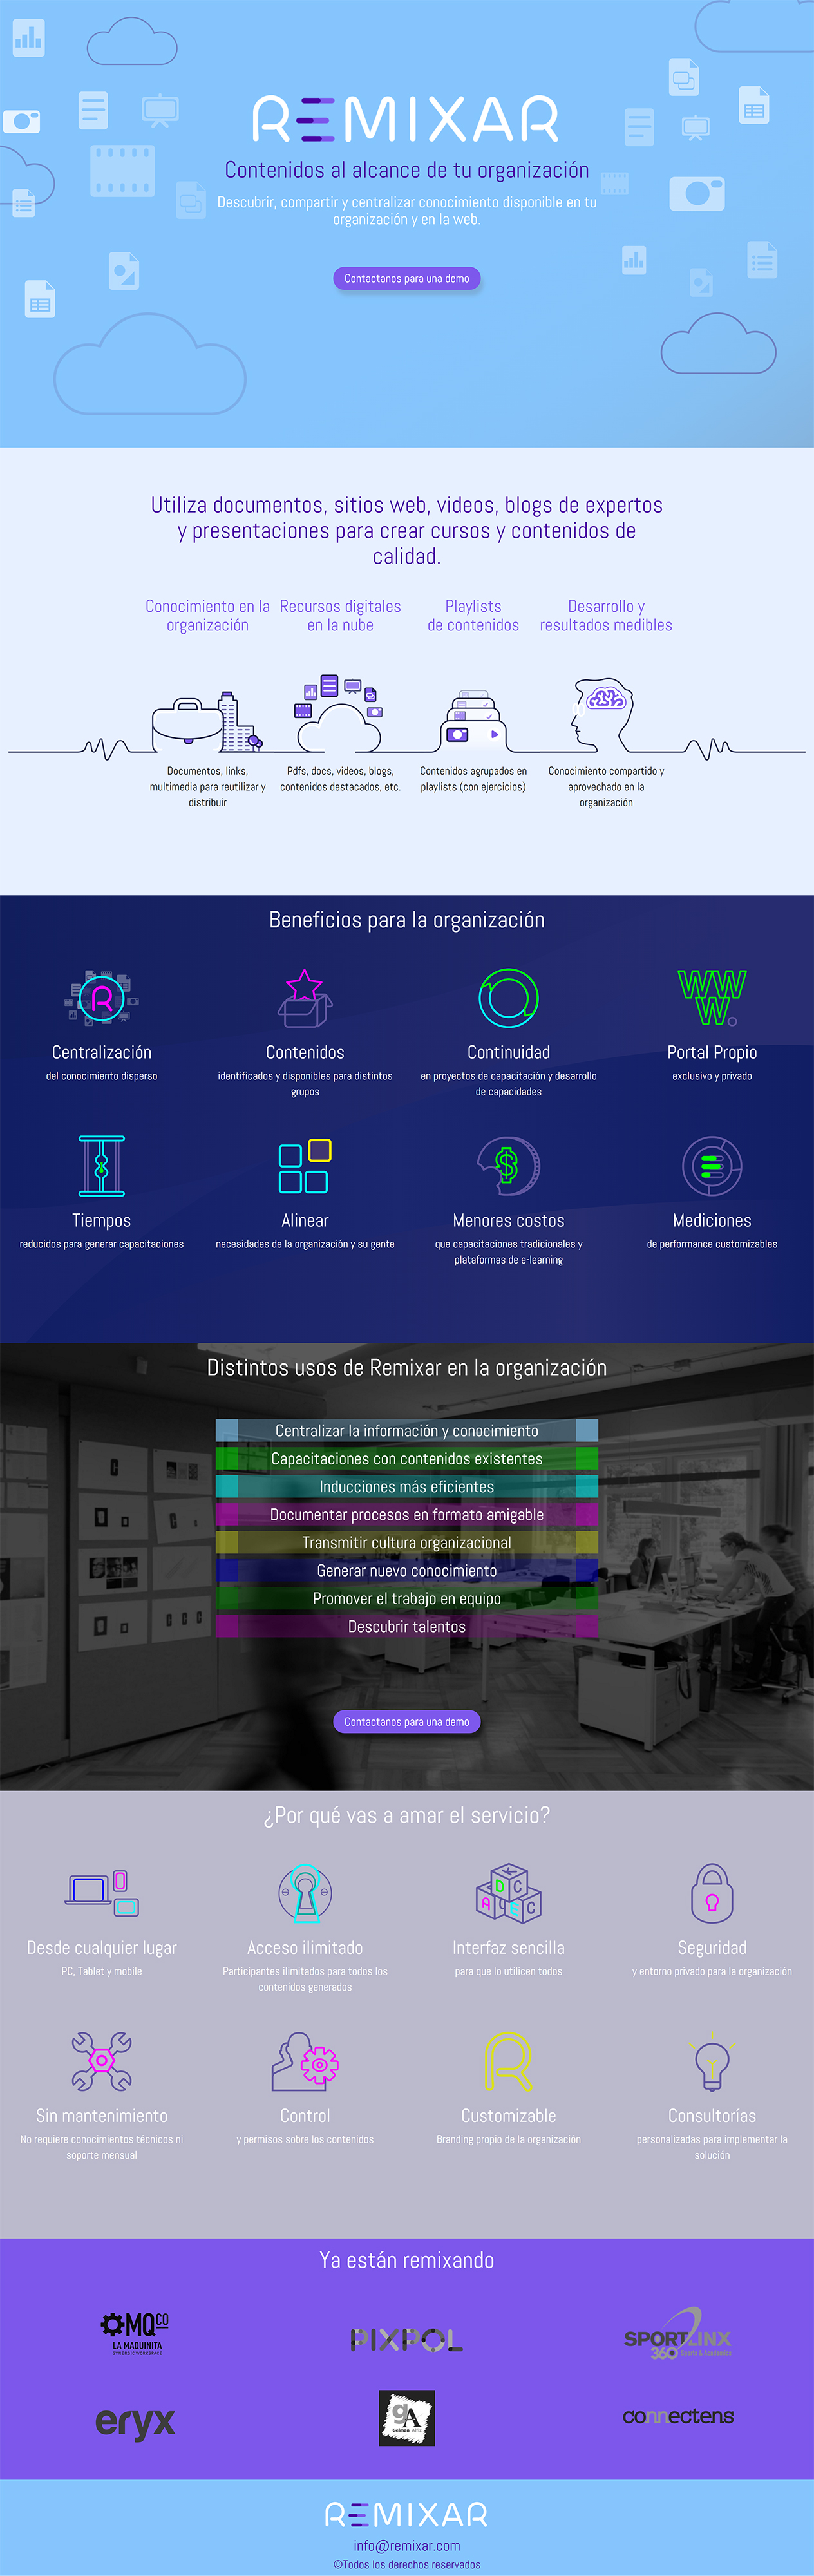 REMIXAR
Contenidos al alcance de tu organización
Descubrir, compartir y centralizar conocimiento disponible en tu
organización y en la web.
Contactanos para una demo
Utiliza documentos, sitios web, videos, blogs de expertos
y presentaciones para crear cursos y contenidos de
calidad.
Conocimiento en la
organización
Recursos digitales
en la nube
Playlists
de contenidos
Desarrollo y
resultados medibles
Documentos, links,
multimedia para reutilizar y
distribuir
Pdfs, docs, videos, blogs,
contenidos destacados, etc.
Contenidos agrupados en
playlists (con ejercicios)
Conocimiento compartido y
aprovechado en la
organización
Beneficios para la organización
R
WWW.
Centralización
del conocimiento disperso
Contenidos
identificados y disponibles para distintos
grupos
Continuidad
en proyectos de capacitación y desarrollo
de capacidades
Portal Propio
exclusivo y privado
$
Tiempos
reducidos para generar capacitaciones
Alinear
necesidades de la organización y su gente
Menores costos
que capacitaciones tradicionales y
plataformas de e-learning
Mediciones
de performance customizables
Distintos usos de Remixar en la organización
Centralizar la información y conocimiento
Capacitaciones con contenidos existentes
Inducciones más eficientes
Documentar procesos en formato amigable
Transmitir cultura organizacional
Generar nuevo conocimiento
Promover el trabajo en equipo
Descubrir talentos
Contactanos para una demo
¿Por qué vas a amar el servicio?
Desde cualquier lugar
PC, Tablet y mobile
Acceso ilimitado
Participantes ilimitados para todos los
contenidos generados
Interfaz sencilla
para que lo utilicen todos
Seguridad
y entorno privado para la organización
R
Sin mantenimiento
No requiere conocimientos técnicos ni
soporte mensual
Control
y permisos sobre los contenidos
Customizable
Branding propio de la organización
Consultorías
personalizadas para implementar la
solución
Ya están remixando
MQ CO
LA MAQUINITA
SYNERGIC WORKSPACE
PIXPOL
SPORTLINX
360
eryx
gA
connectens
REMIXAR
info@remixar.com
©Todos los derechos reservados